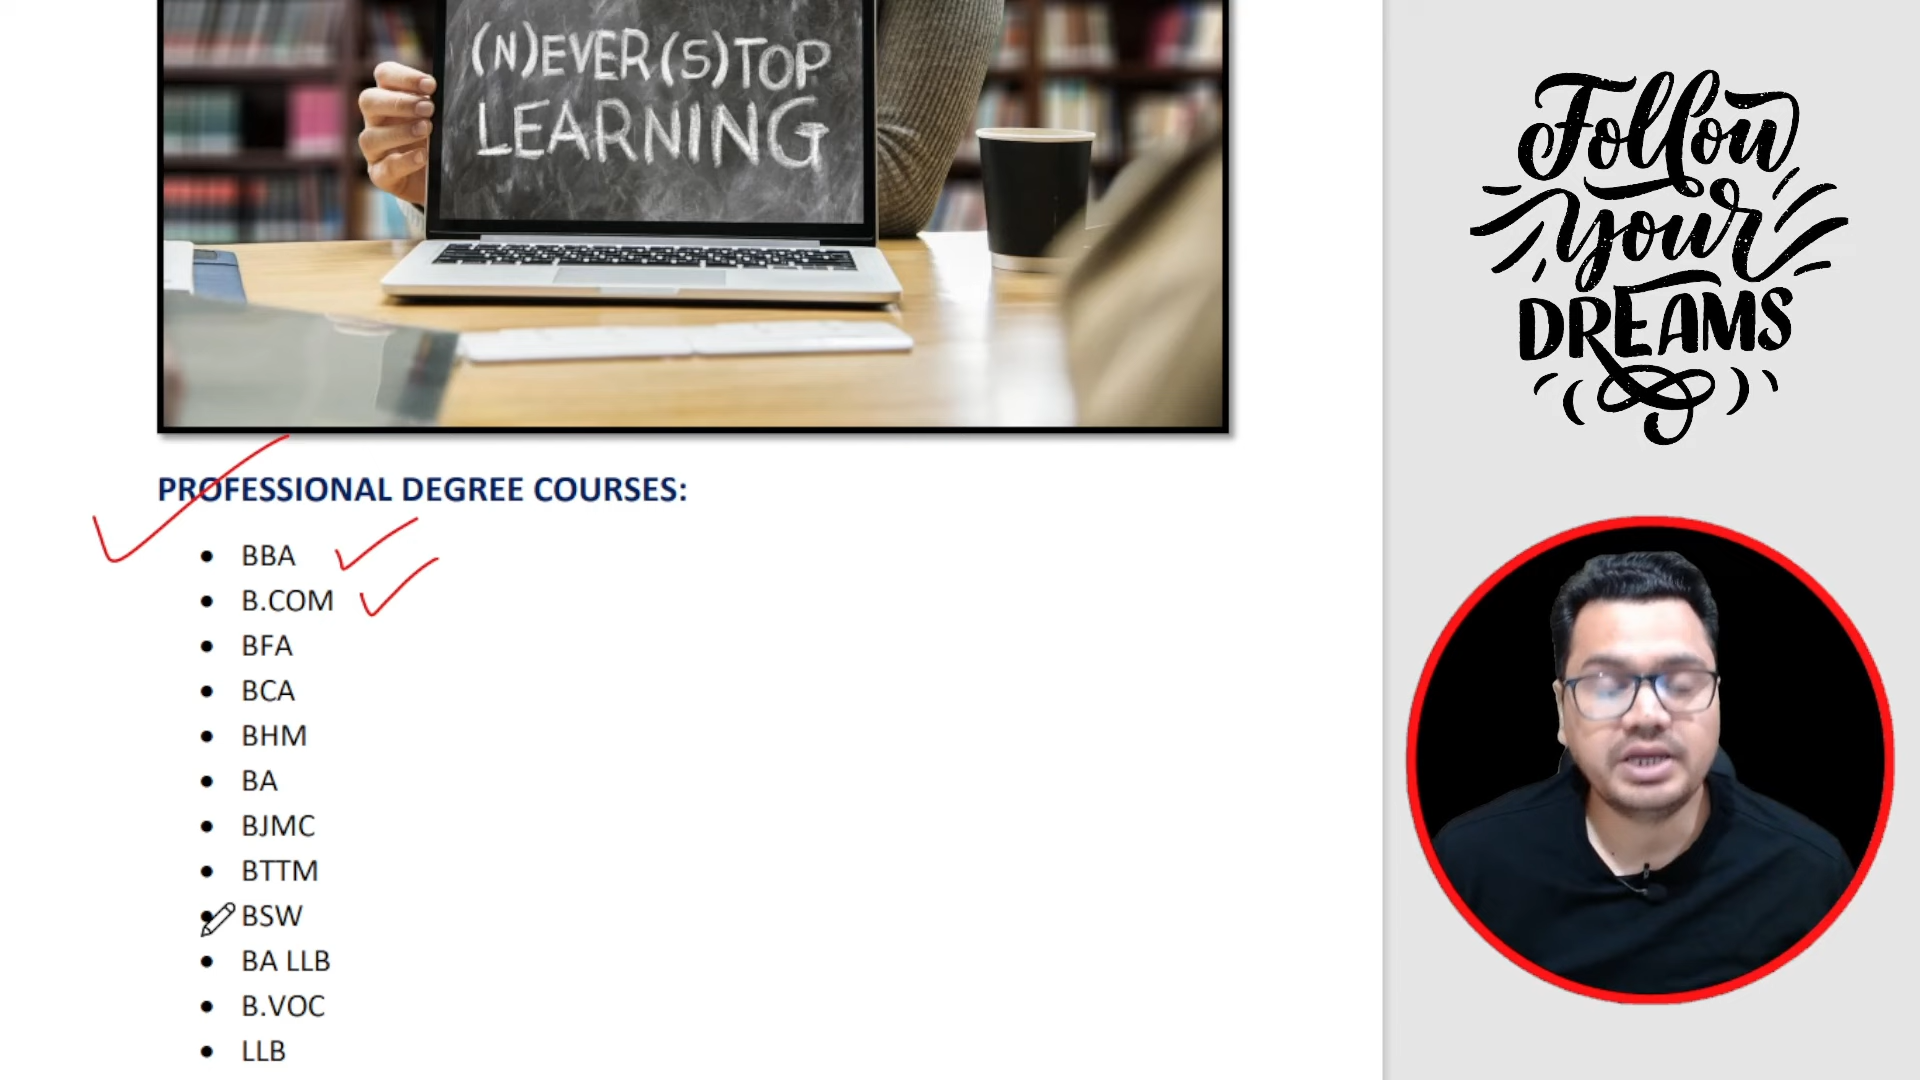 (N)EVER (S)TOP
LEARNING
Follow
your
DREAMS
PROFESSIONAL DEGREE COURSES:
• BBA
• B.COM
• BFA
• BCA
• BHM
• BA
• BJMC
• BTTM
• BSW
• BA LLB
• B.VOC
• LLB